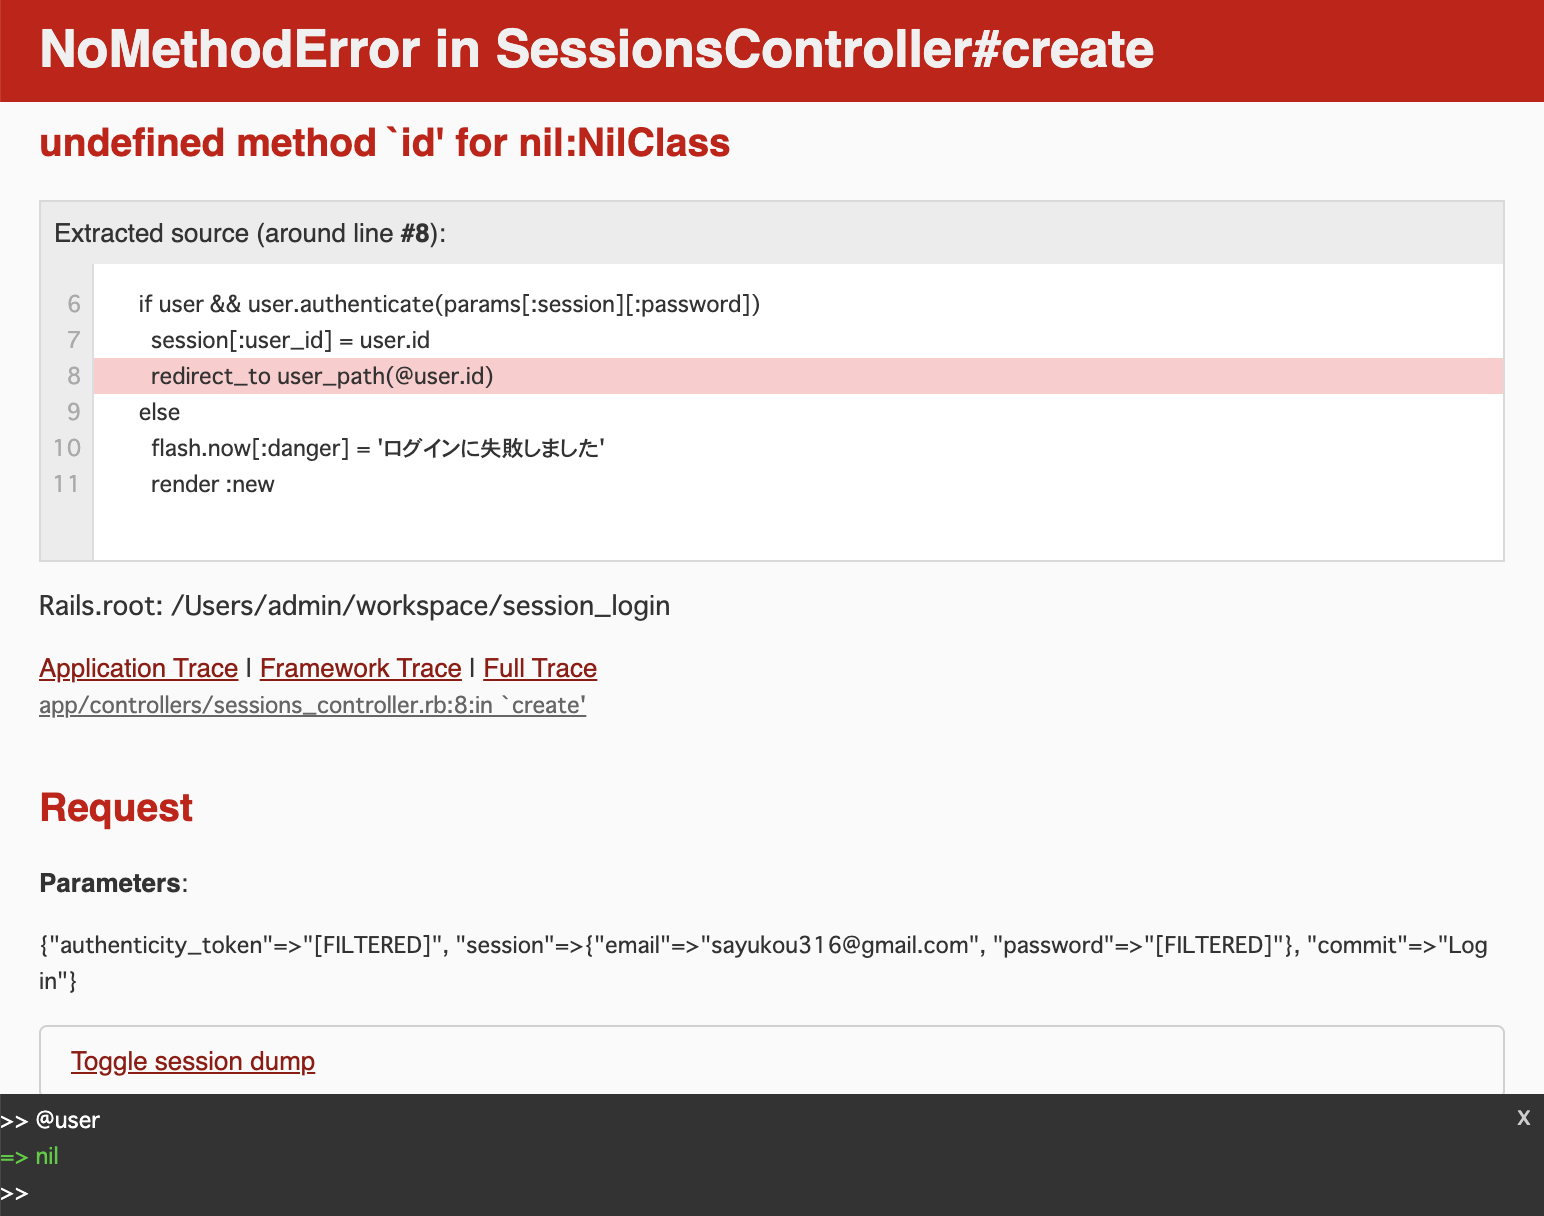 NoMethodError in SessionsController#create
undefined method `id' for nil:NilClass
Extracted source (around line #8):
6 if user && user.authenticate(params[:session][:password])
7 session[:user_id] = user.id
8 redirect_to user_path(@user.id)
9 else
10 flash.now[:danger] = 'ログインに失敗しました'
11 render :new
Rails.root: /Users/admin/workspace/session_login
Application Trace | Framework Trace | Full Trace
app/controllers/sessions_controller.rb:8:in `create'
Request
Parameters:
{"authenticity_token"=>"[FILTERED]", "session"=>{"email"=>"sayukou316@gmail.com", "password"=>"[FILTERED]"}, "commit"=>"Log
in"}
Toggle session dump
>> @user x
=> nil
>>